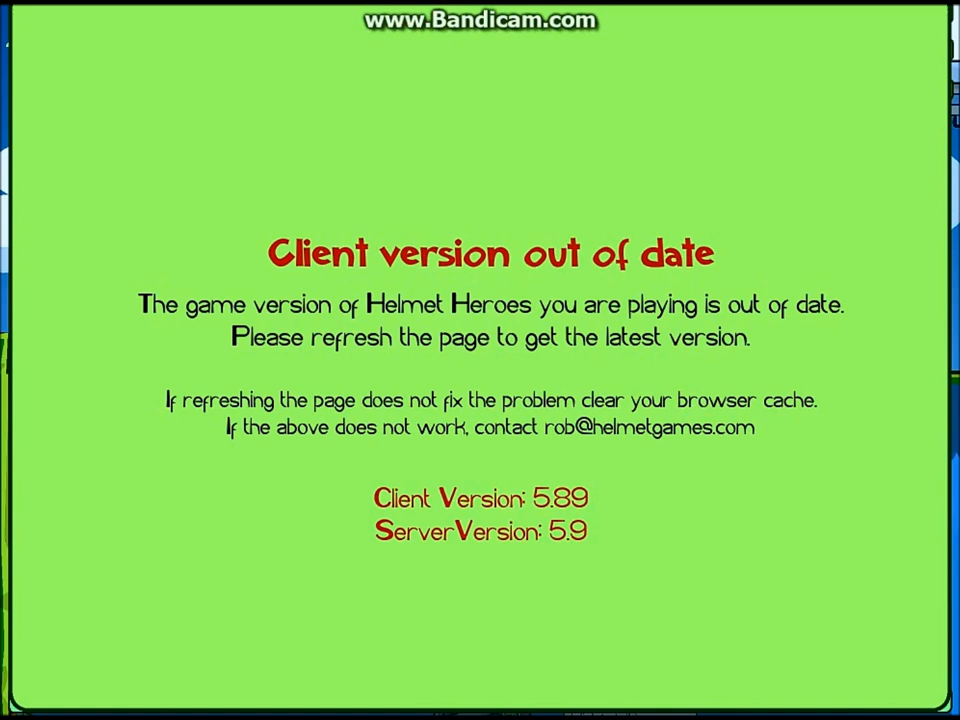 www.Bandicam.com
Client version out of date
The game version of Helmet Heroes you are playing is out of date.
Please refresh the page to get the latest version.
If refreshing the page does not fix the problem clear your browser cache.
If the above does not work, contact rob@helmetgames.com
Client Version: 5.89
ServerVersion: 5.9